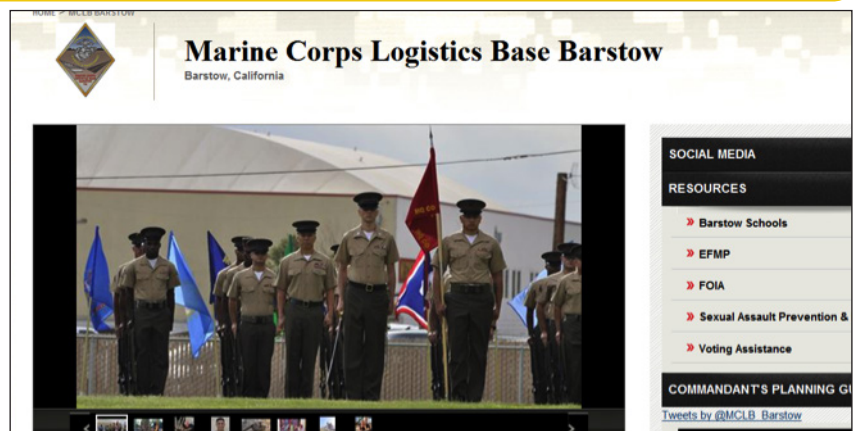 HOME > MCLB BARSTOW
Marine Corps Logistics Base Barstow
Barstow, California
SOCIAL MEDIA
RESOURCES
» Barstow Schools
» EFMP
» FOIA
» Sexual Assault Prevention &
» Voting Assistance
COMMANDANT'S PLANNING
Tweets by @MCLB_Barstow